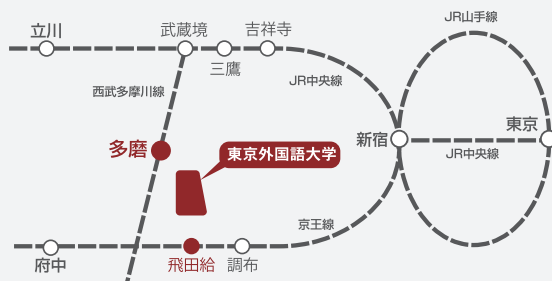 JR山手線
立川
武蔵境
吉祥寺
三鷹
JR中央線
西武多摩川線
東京
新宿
多磨
東京外国語大学
JR中央線
京王線
府中
飛田給
調布